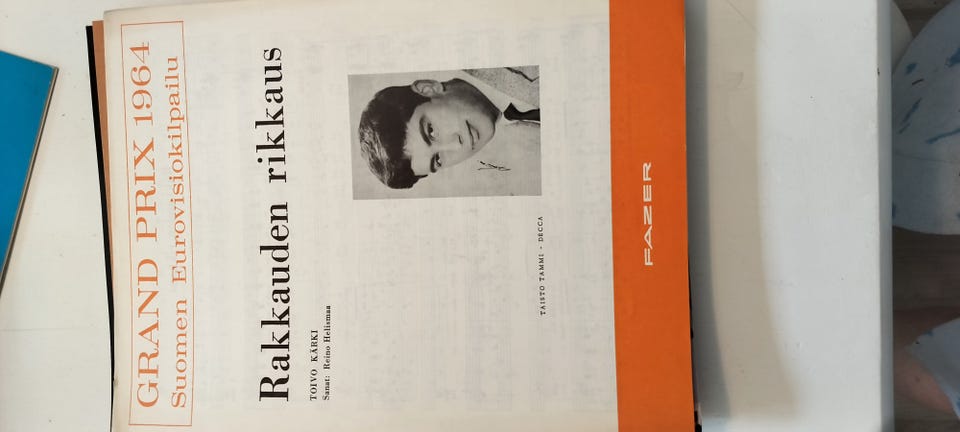 GRAND PRIX 1964
Suomen Eurovisiokilpailu
Rakkauden rikkaus
TOIVO KÄRKI
Sanat: Reino Helismaa
TAISTO TAMMI - DECCA
FAZER